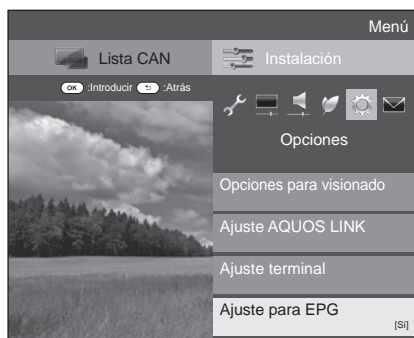 Menú
Lista CAN
Instalación
OK :Introducir :Atrás
Opciones
Opciones para visionado
Ajuste AQUOS LINK
Ajuste terminal
Ajuste para EPG
[Sí]